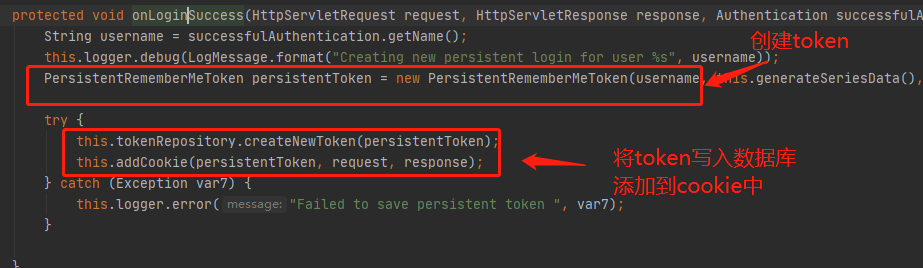 protected void onLoginSuccess(HttpServletRequest request, HttpServletResponse response, Authentication successfulA
String username = successfulAuthentication.getName();
创建token
this.logger.debug(LogMessage.format("Creating new persistent login for user %s", username));
PersistentRememberMeToken persistentToken = new PersistentRememberMeToken(username, this.generateSeriesData(),
try {
this.tokenRepository.createNewToken(persistentToken);
this.addCookie(persistentToken, request, response);
将token写入数据库
添加到cookie中
} catch (Exception var7) {
this.logger.error( message: "Failed to save persistent token ", var7);
}
}